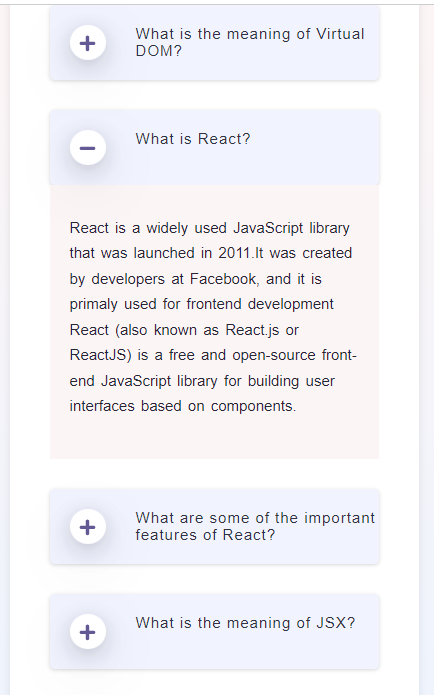 What is the meaning of Virtual
DOM?
What is React?
React is a widely used JavaScript library
that was launched in 2011.It was created
by developers at Facebook, and it is
primaly used for frontend development
React (also known as React.js or
ReactJS) is a free and open-source front-
end JavaScript library for building user
interfaces based on components.
What are some of the important
features of React?
What is the meaning of JSX?